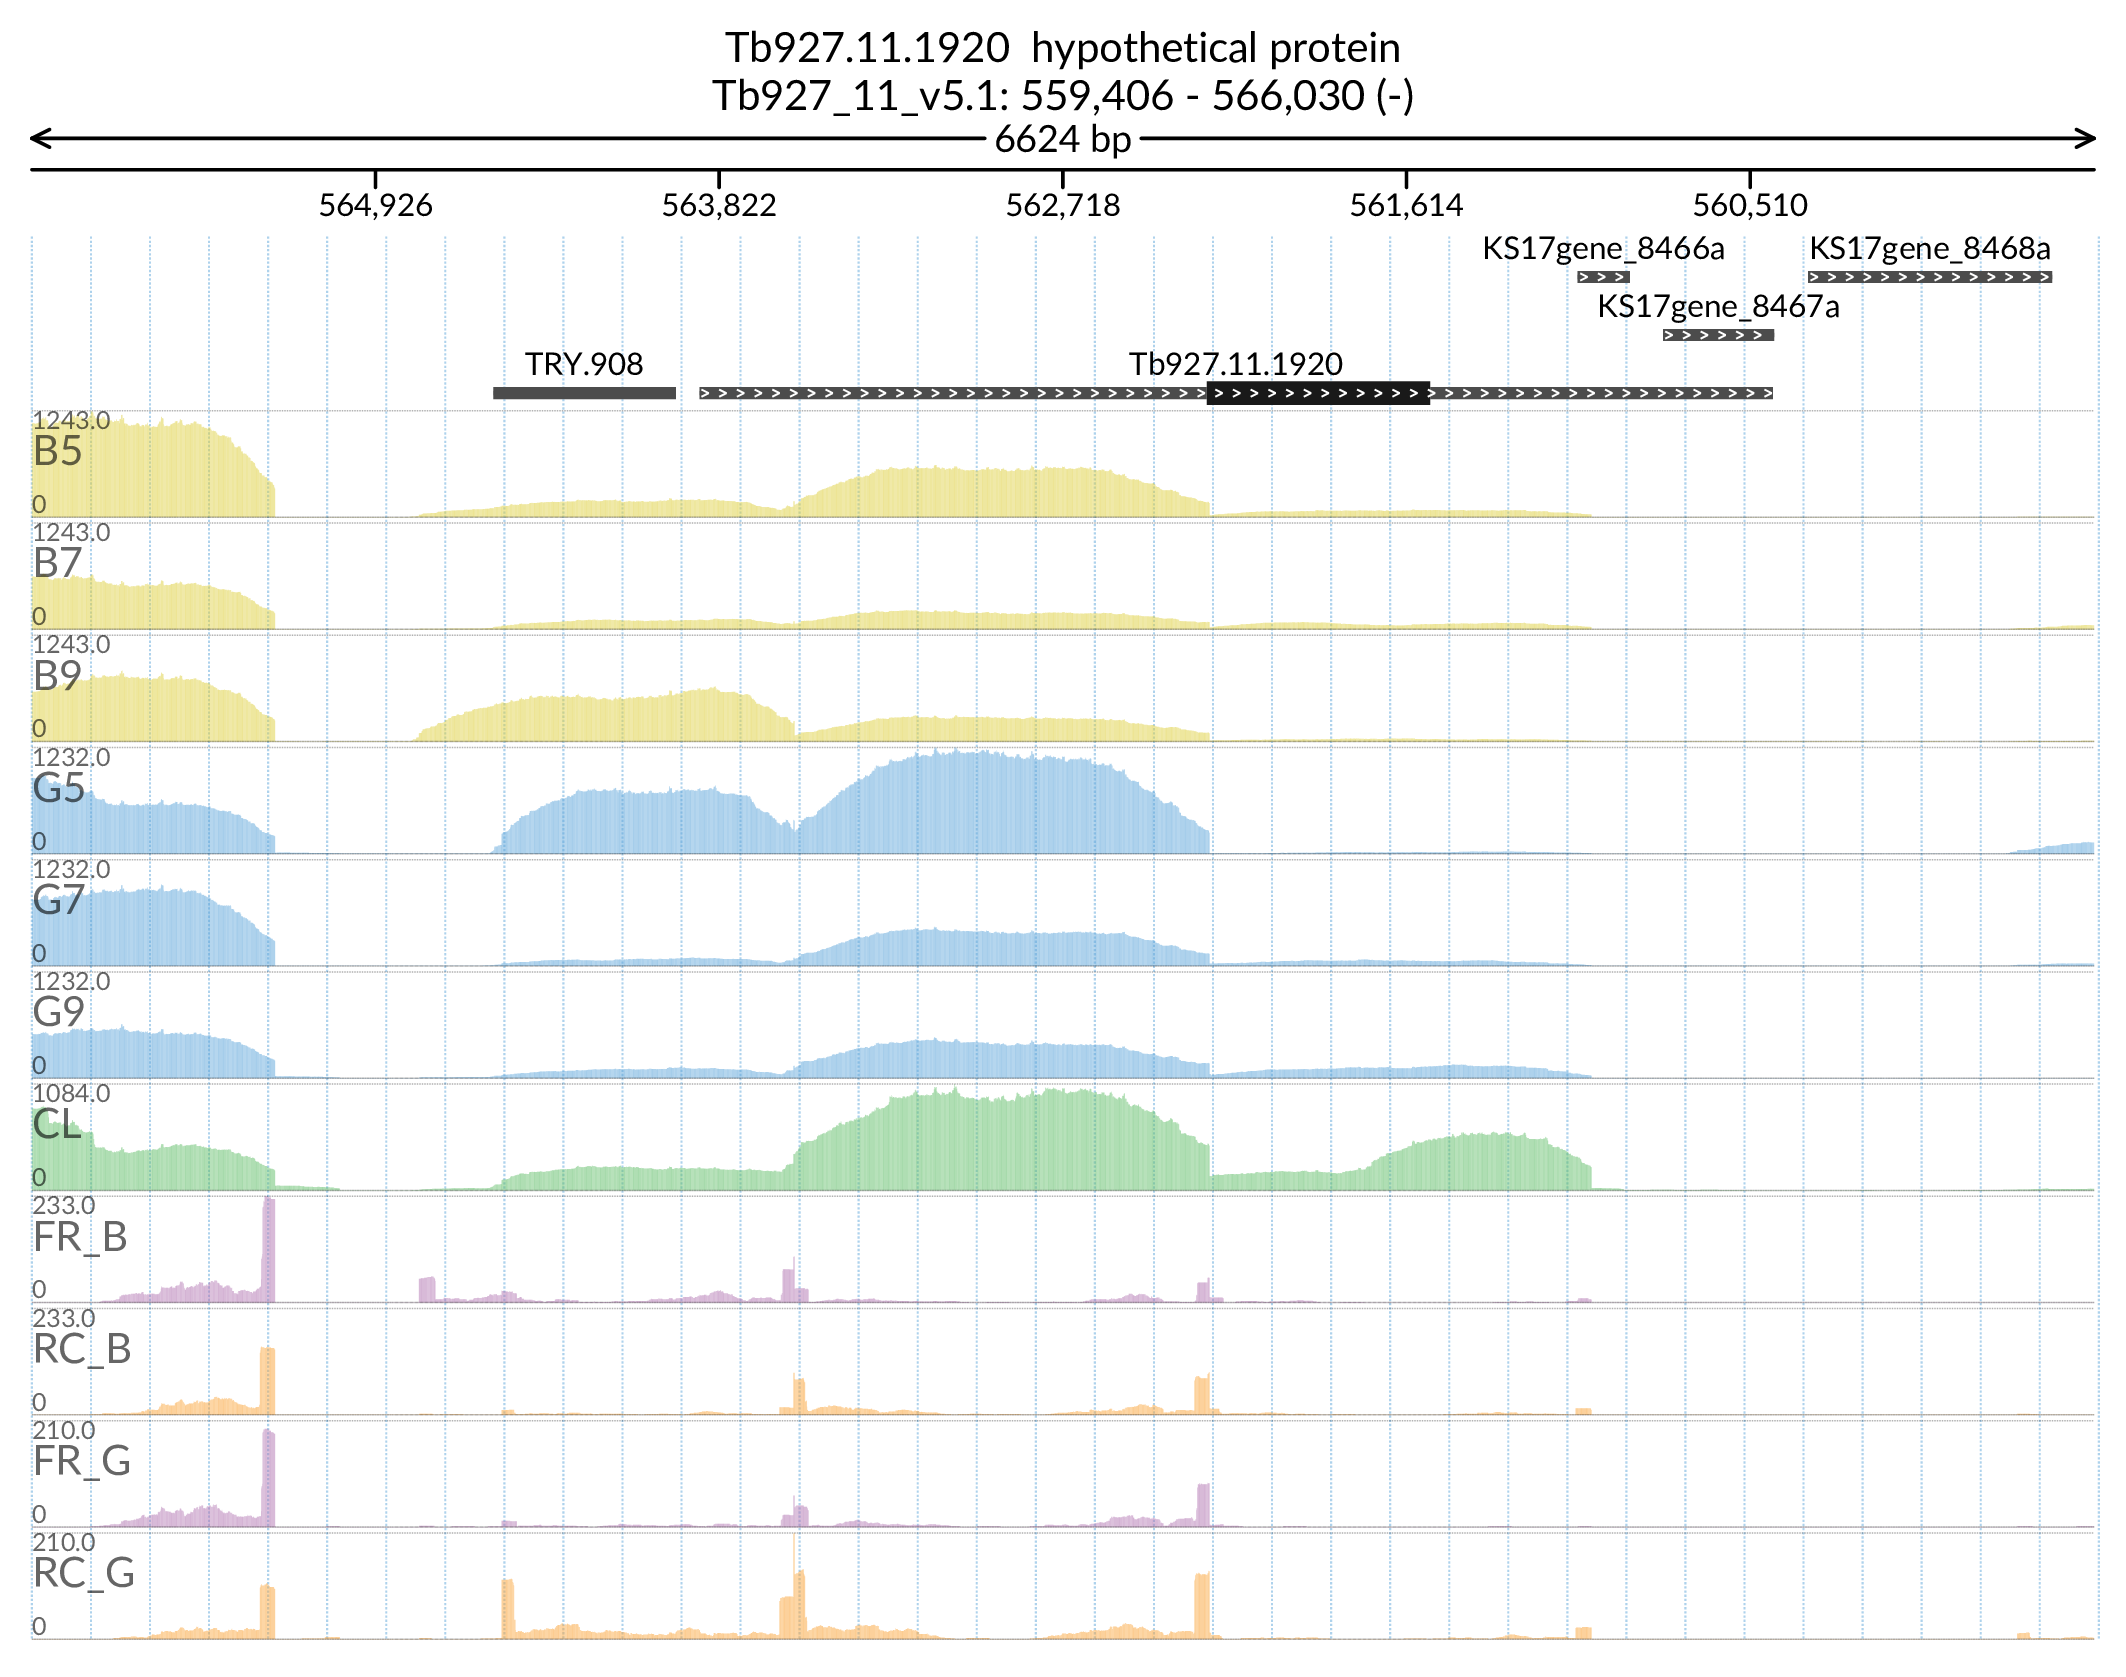 Tb927.11.1920  hypothetical protein
Tb927_11_v5.1: 559,406 - 566,030 (-)
6624 bp
564,926 563,822 562,718 561,614 560,510
KS17gene_8466a KS17gene_8468a
KS17gene_8467a
TRY.908 Tb927.11.1920
1243.0
B5
0
1243.0
B7
0
1243.0
B9
0
1232.0
G5
0
1232.0
G7
0
1232.0
G9
0
1084.0
CL
0
233.0
FR_B
0
233.0
RC_B
0
210.0
FR_G
0
210.0
RC_G
0